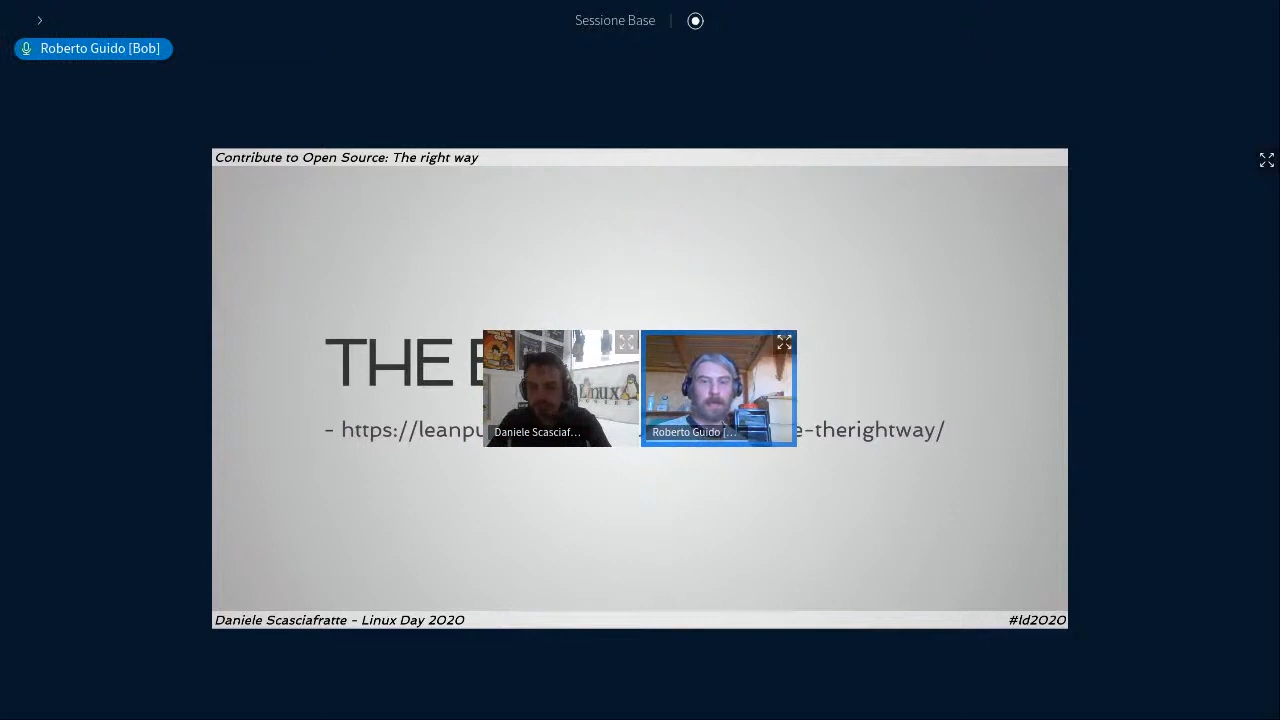 Sessione Base
Roberto Guido [Bob]
Contribute to Open Source: The right way
THE
- https://leanpu
e-therightway/
Linux
Daniele Scasciaf...
Roberto Guido [...
Daniele Scasciafratte - Linux Day 2020
#ld2020